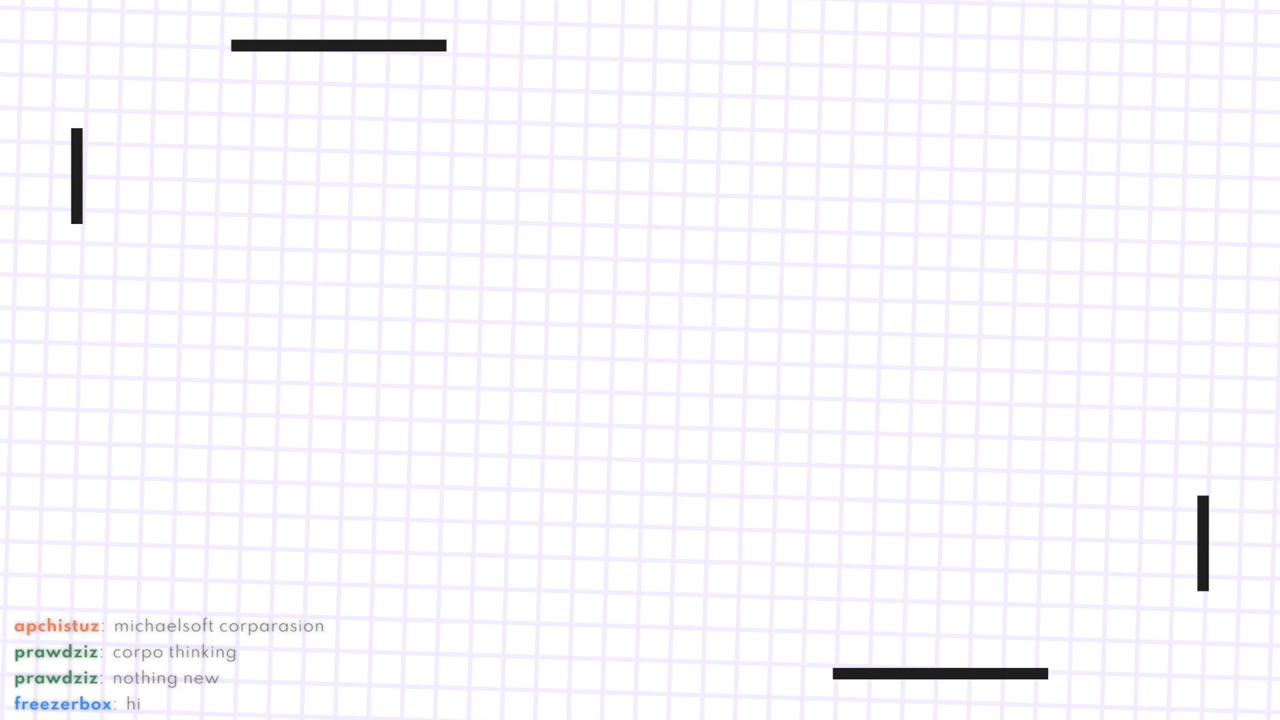 apchistuz: michaelsoft corparasion
prawdziz: corpo thinking
prawdziz: nothing new
freezerbox: hi